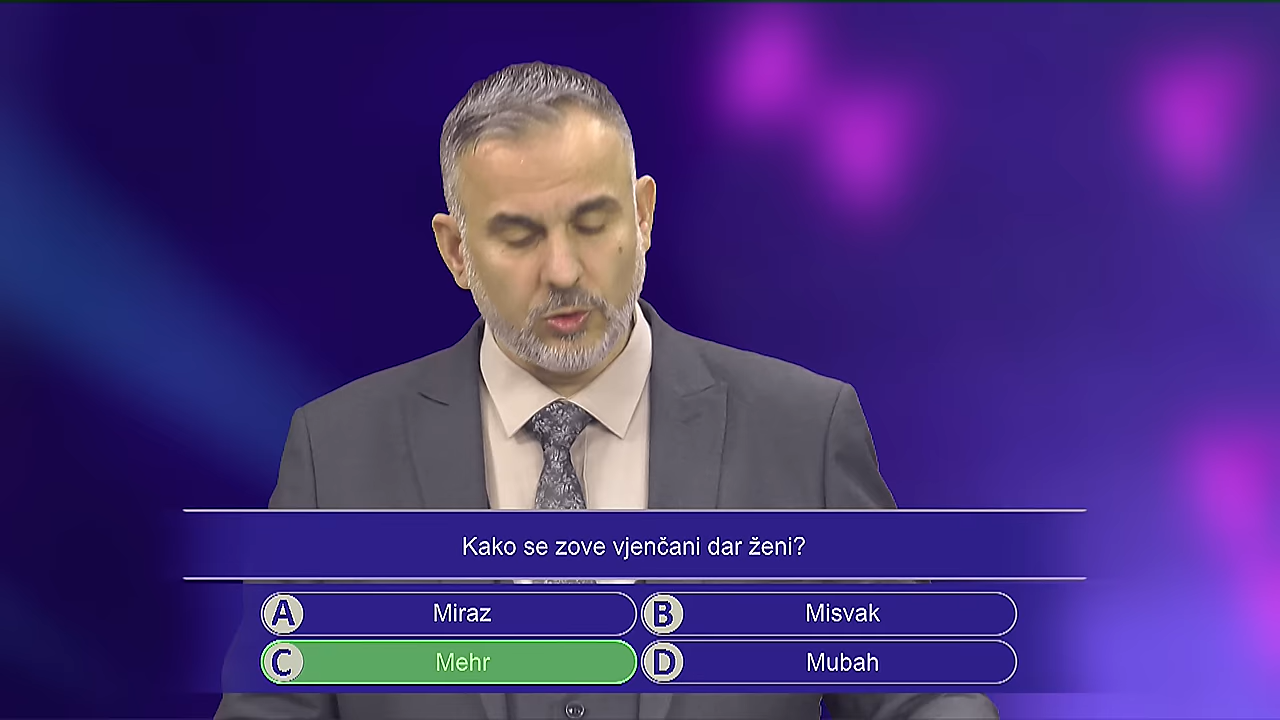 Kako se zove vjenčani dar ženi?
A Miraz
B Misvak
C Mehr
D Mubah